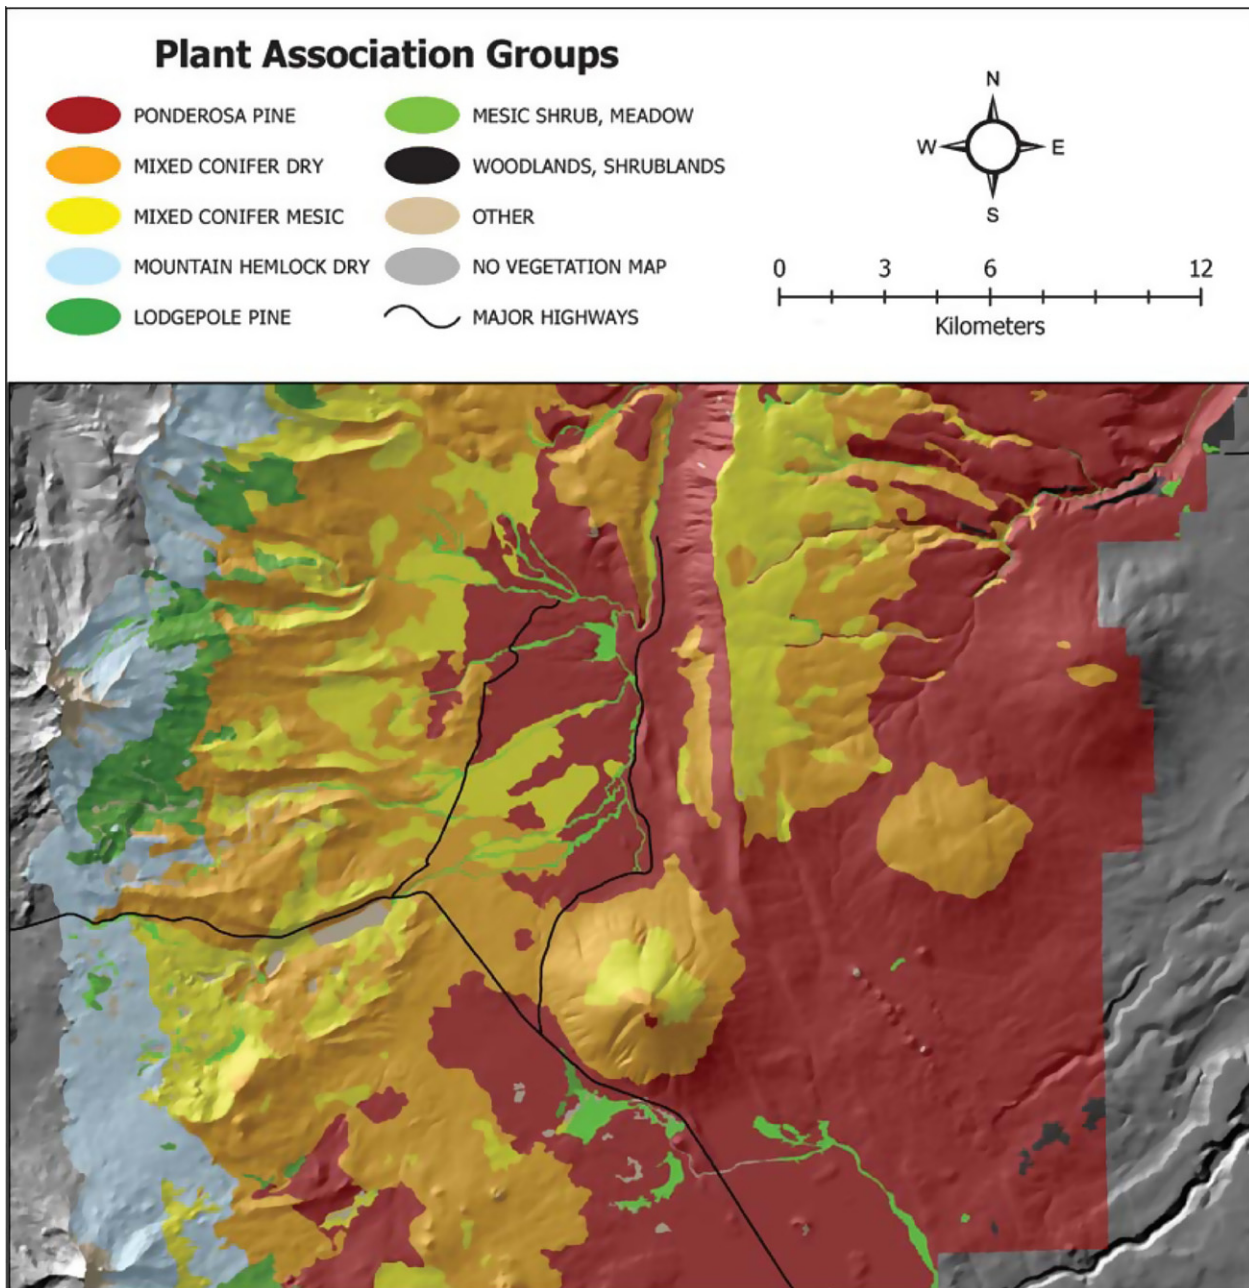 Plant Association Groups
PONDEROSA PINE
MIXED CONIFER DRY
MIXED CONIFER MESIC
MOUNTAIN HEMLOCK DRY
LODGEPOLE PINE
MESIC SHRUB, MEADOW
WOODLANDS, SHRUBLANDS
OTHER
NO VEGETATION MAP
MAJOR HIGHWAYS
N
W E
S
0 3 6 12
Kilometers